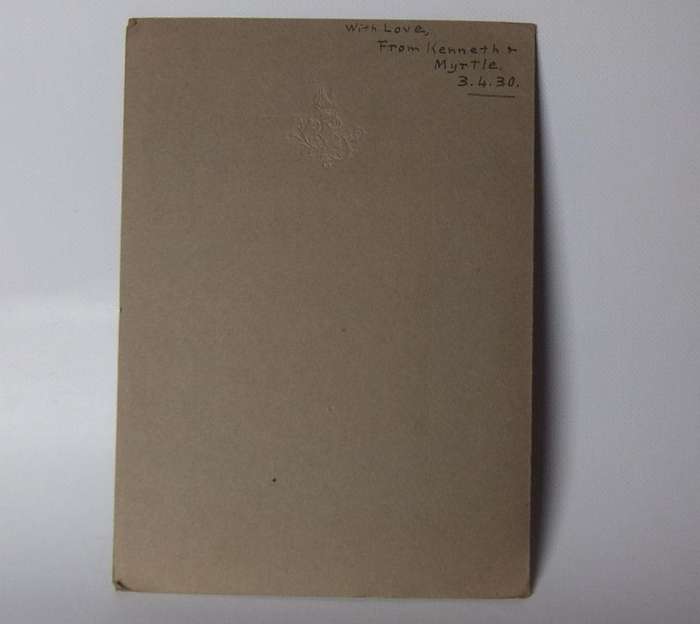 With Love,
From Kenneth &
Myrtle.
3.4.30.